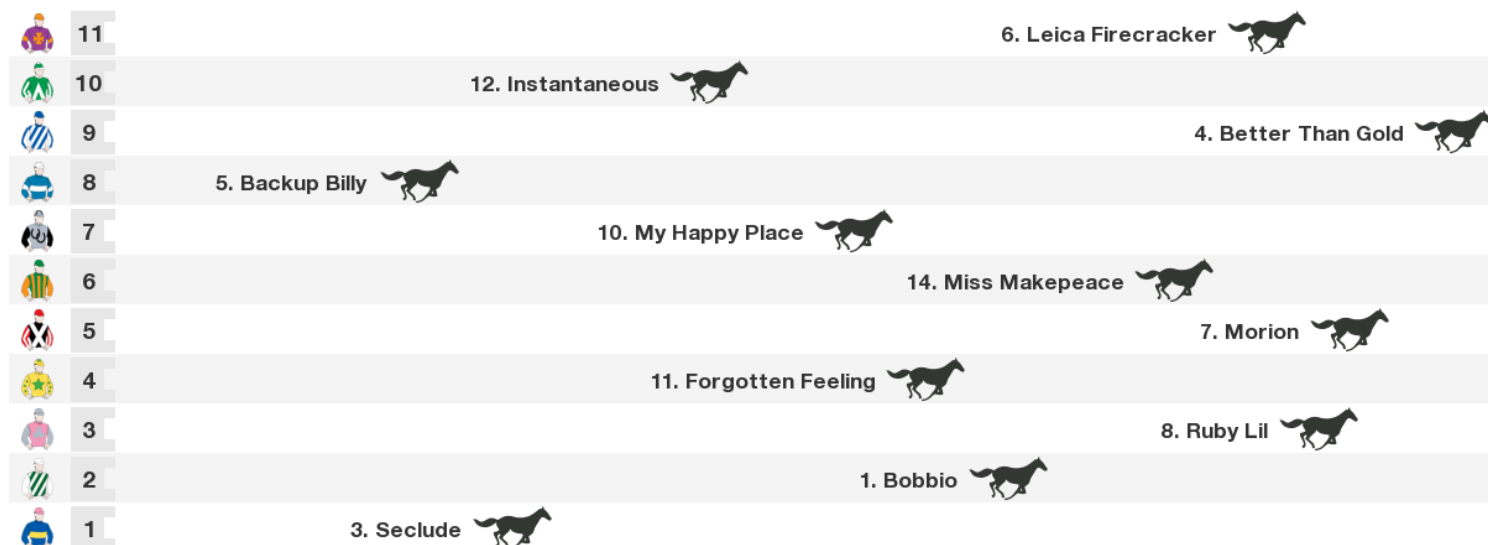 11 6. Leica Firecracker
10 12. Instantaneous
9 4. Better Than Gold
8 5. Backup Billy
7 10. My Happy Place
6 14. Miss Makepeace
5 7. Morion
4 11. Forgotten Feeling
3 8. Ruby Lil
2 1. Bobbio
1 3. Seclude